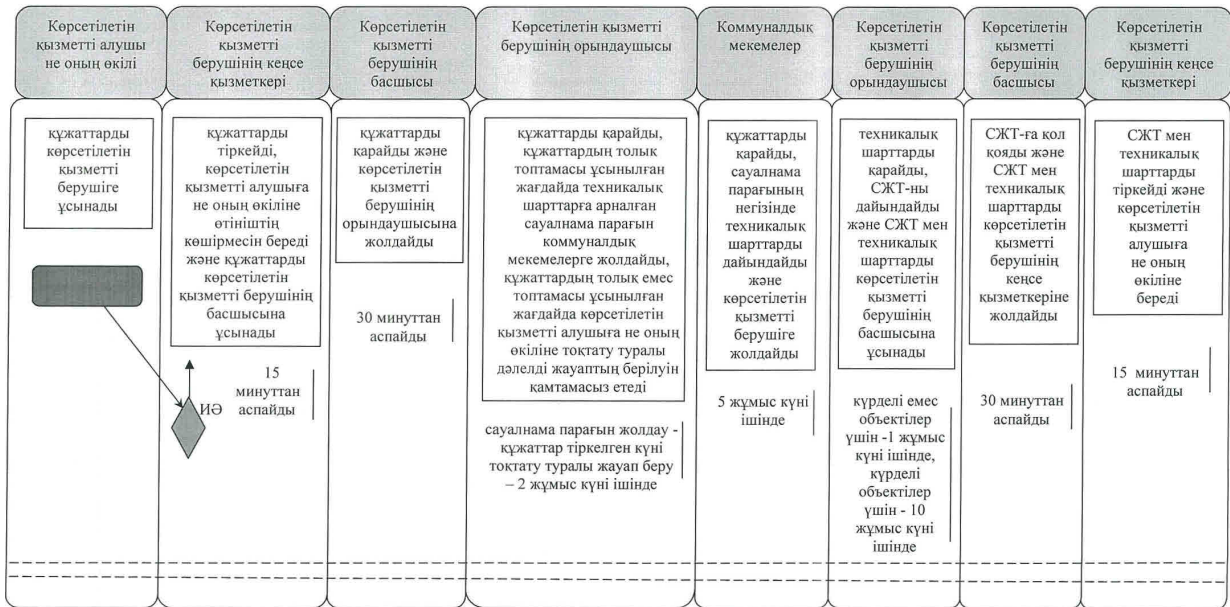 Көрсетілетін
қызметті алушы
не оның өкілі
Көрсетілетін
қызметті
берушінің кеңсе
қызметкері
Көрсетілетін
қызметті
берушінің
басшысы
Көрсетілетін қызметті
берушінің орындаушысы
Коммуналдық
мекемелер
Көрсетілетін
қызметті
берушінің
орындаушысы
Көрсетілетін
қызметті
берушінің
басшысы
Көрсетілетін
қызметті
берушінің кеңсе
қызметкері
құжаттарды
көрсетілетін
қызметті
берушіге
ұсынады
құжаттарды
тіркейді,
көрсетілетін
қызметті алушыға
не оның өкіліне
өтініштің
көшірмесін береді
және құжаттарды
көрсетілетін
қызметті берушінің
басшысына
ұсынады
15
минуттан
аспайды
ИӘ
құжаттарды
қарайды және
көрсетілетін
қызметті
берушінің
орындаушысына
жолдайды
30 минуттан
аспайды
құжаттарды қарайды,
құжаттардың толық
топтамасы ұсынылған
жағдайда техникалық
шарттарға арналған
сауалнама парағын
коммуналдық
мекемелерге жолдайды,
құжаттардың толық емес
топтамасы ұсынылған
жағдайда көрсетілетін
қызметті алушыға не оның
өкіліне тоқтату туралы
дәлелді жауаптың берілуін
қамтамасыз етеді
сауалнама парағын жолдау -
құжаттар тіркелген күні
тоқтату туралы жауап беру
– 2 жұмыс күні ішінде
құжаттарды
қарайды,
сауалнама
парағының
негізінде
техникалық
шарттарды
дайындайды
және
көрсетілетін
қызметті
берушіге
жолдайды
5 жұмыс күні
ішінде
техникалық
шарттарды
қарайды,
СЖТ-ны
дайындайды
және СЖТ мен
техникалық
шарттарды
көрсетілетін
қызметті
берушінің
басшысына
ұсынады
күрделі емес
объектілер
үшін -1 жұмыс
күні ішінде,
күрделі
объектілер
үшін - 10
жұмыс күні
ішінде
СЖТ-ға қол
қояды және
СЖТ мен
техникалық
шарттарды
көрсетілетін
қызметті
берушінің
кеңсе
қызметкеріне
жолдайды
30 минуттан
аспайды
СЖТ мен
техникалық
шарттарды
тіркейді және
көрсетілетін
қызметті
алушыға
не оның
өкіліне
береді
15 минуттан
аспайды